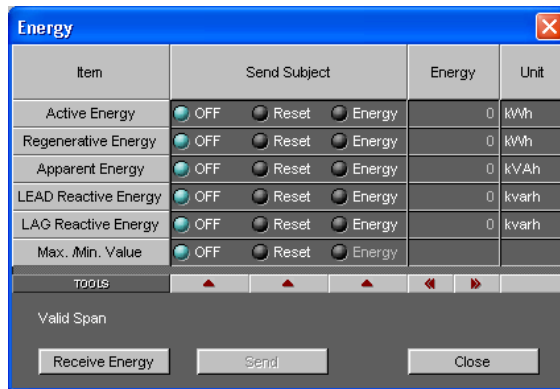 Energy
Item Send Subject Energy Unit
Active Energy OFF Reset Energy 0 kWh
Regenerative Energy OFF Reset Energy 0 kWh
Apparent Energy OFF Reset Energy 0 kVAh
LEAD Reactive Energy OFF Reset Energy 0 kvarh
LAG Reactive Energy OFF Reset Energy 0 kvarh
Max. /Min. Value OFF Reset Energy
TOOLS
Valid Span
Receive Energy Send Close